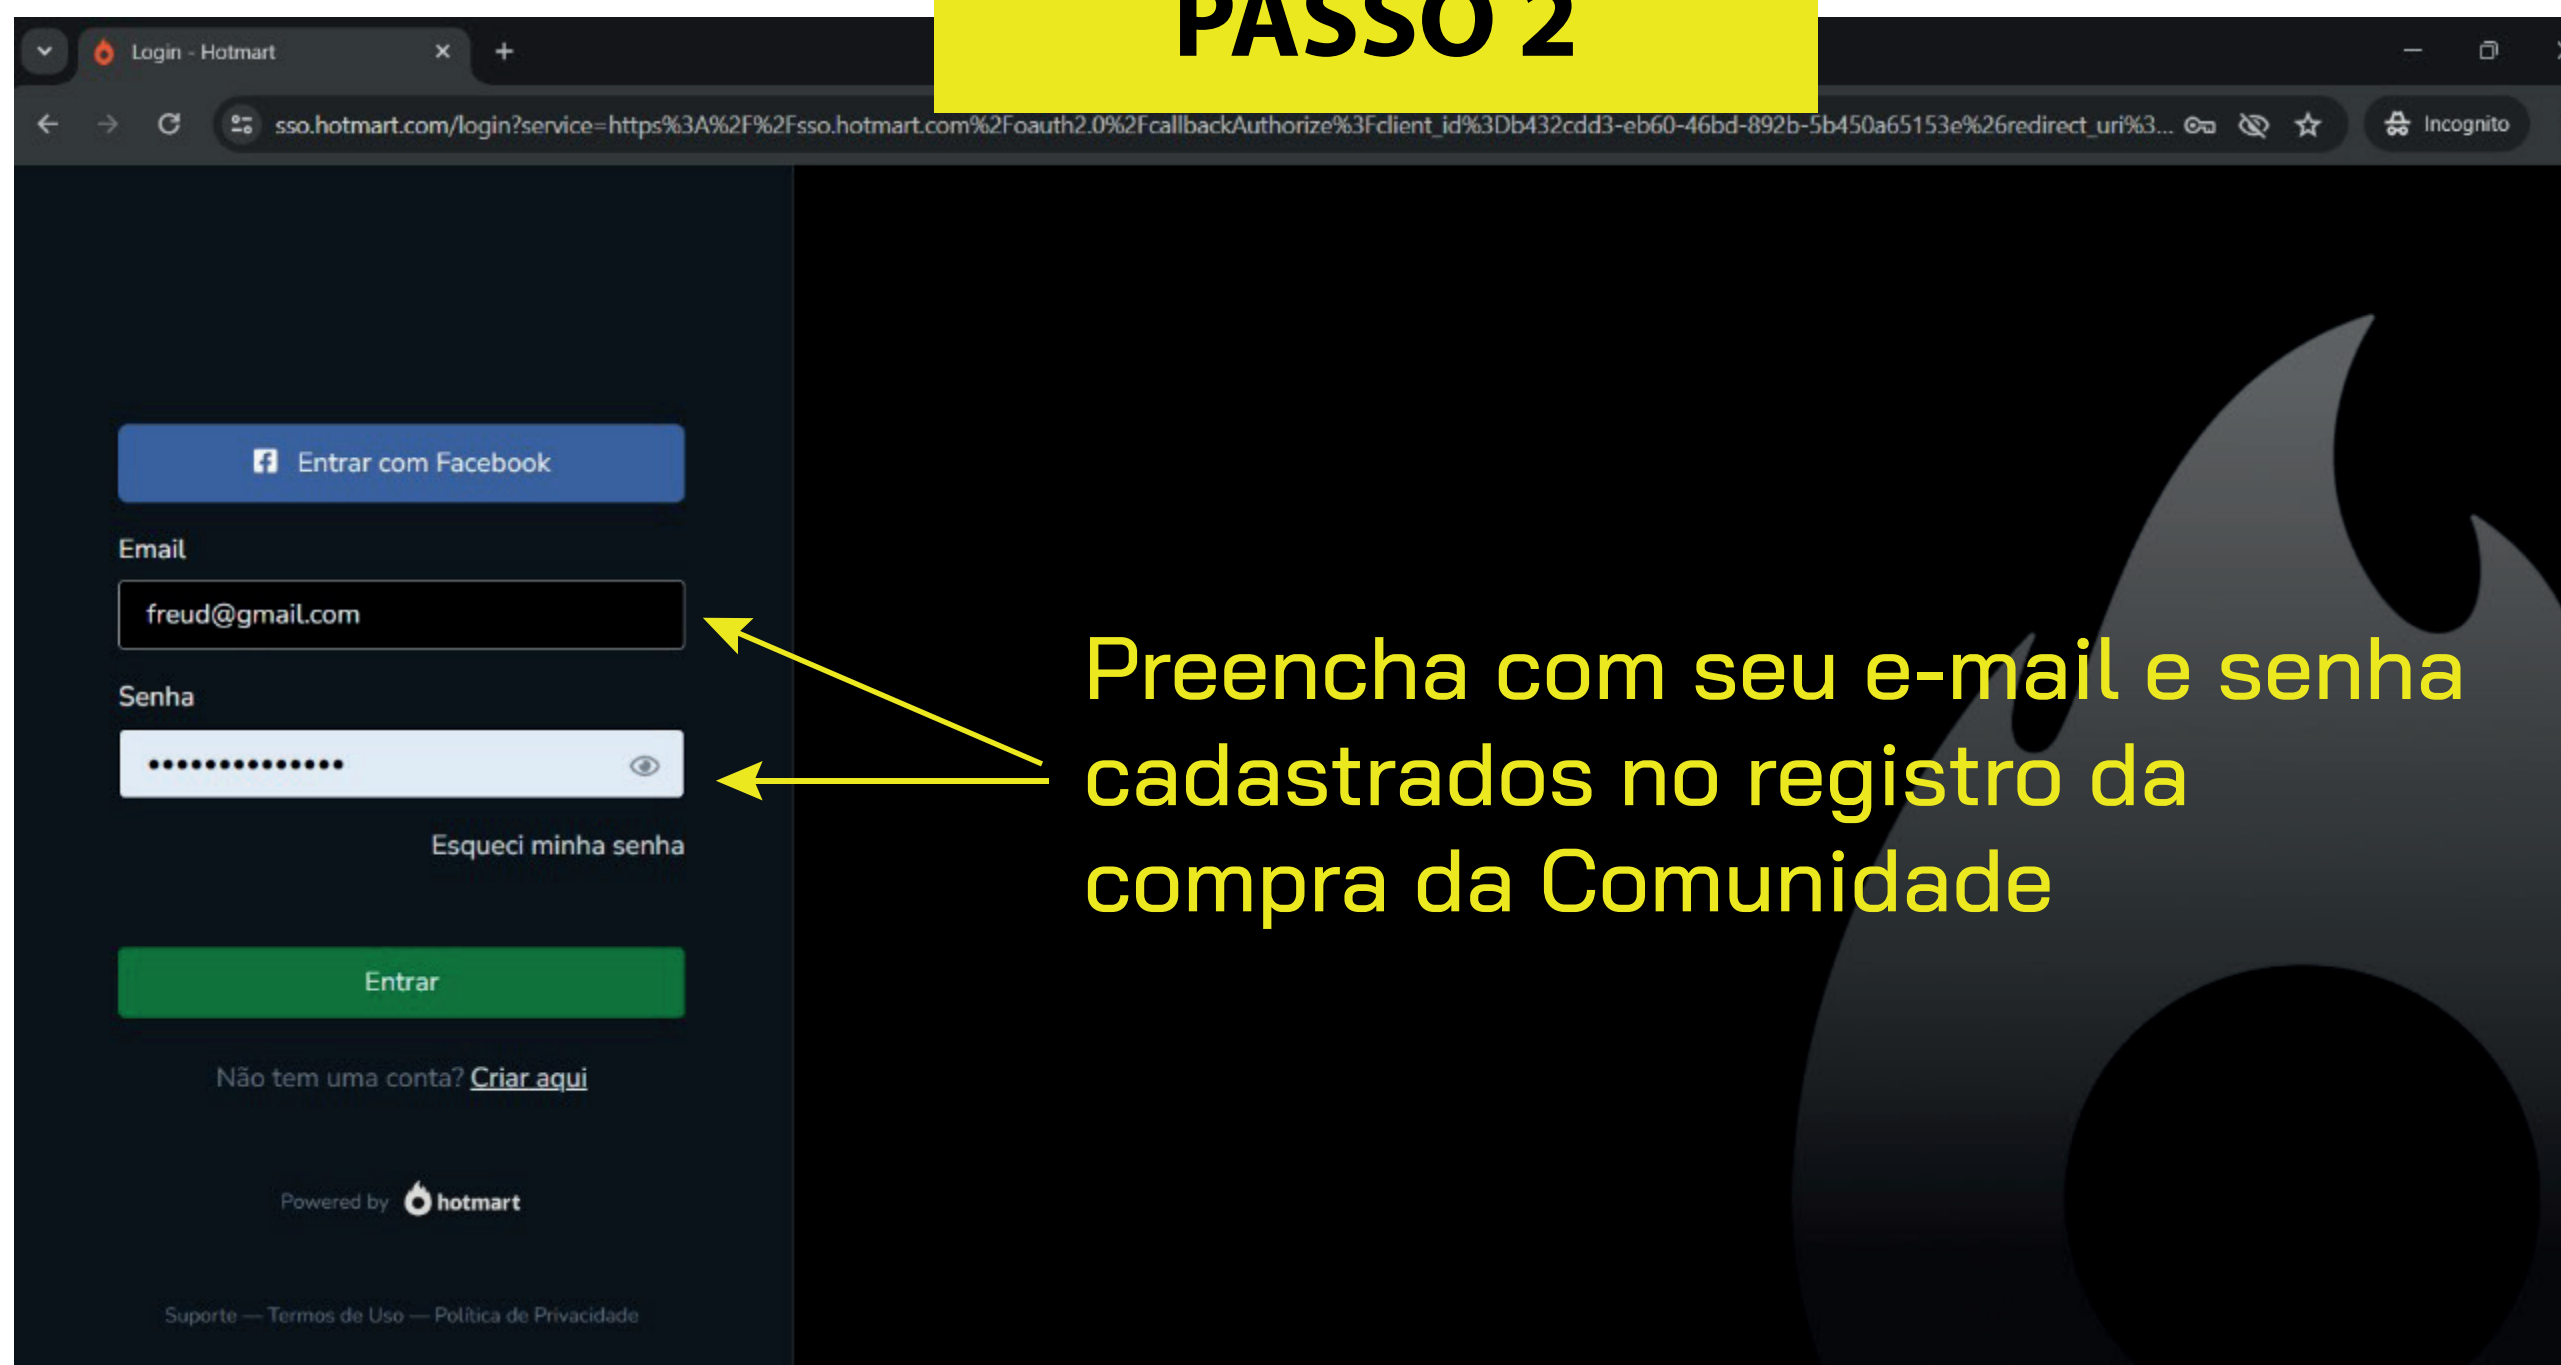 PASSO 2
Login - Hotmart
sso.hotmart.com/login?service=https%3A%2F%2Fsso.hotmart.com%2Foauth2.0%2FcallbackAuthorize%3Fclient_id%3Db432cdd3-eb60-46bd-892b-5b450a65153e%26redirect_uri%3...
Incognito
Entrar com Facebook
Email
freud@gmail.com
Senha
••••••••••••••
Esqueci minha senha
Entrar
Não tem uma conta? Criar aqui
Powered by hotmart
Suporte — Termos de Uso — Política de Privacidade
Preencha com seu e-mail e senha
cadastrados no registro da
compra da Comunidade